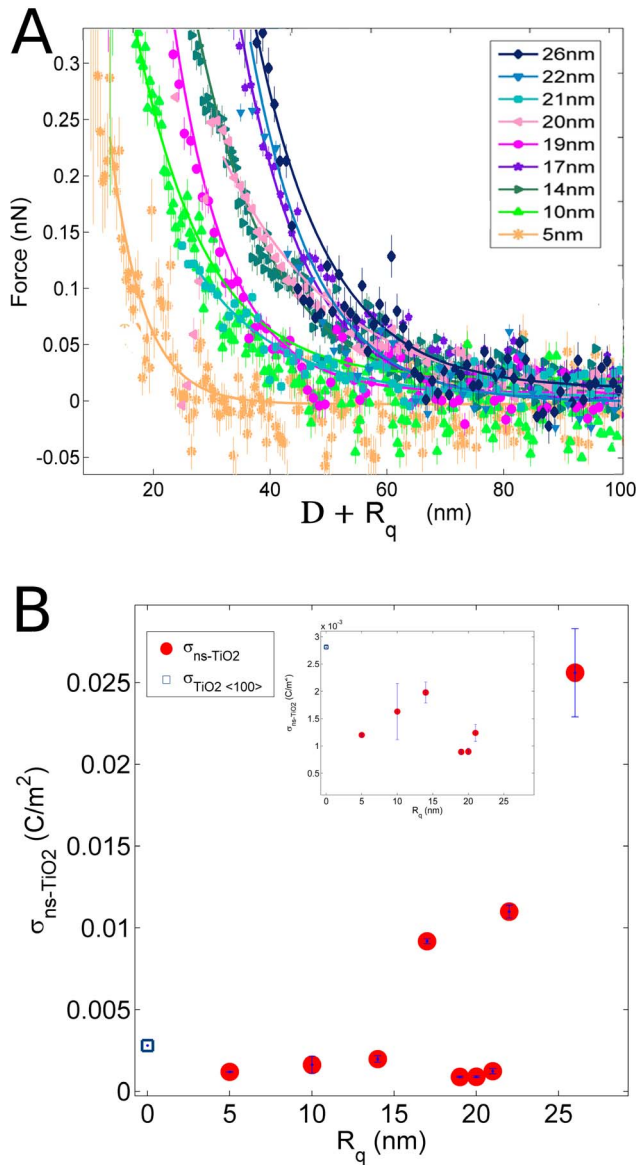 A
0.3
0.25
0.2
0.15
0.1
0.05
0
-0.05
Force (nN)
26nm
22nm
21nm
20nm
19nm
17nm
14nm
10nm
5nm
20 40 60 80 100
D + Rq (nm)
B
σns-TiO2
σTiO2 <100>
0.025
0.02
0.015
0.01
0.005
0
σns-TiO2 (C/m²)
0 5 10 15 20 25
Rq (nm)
x 10⁻³
3
2.5
2
1.5
1
0.5
σns-TiO2 (C/m²)
0 5 10 15 20 25
Rq (nm)